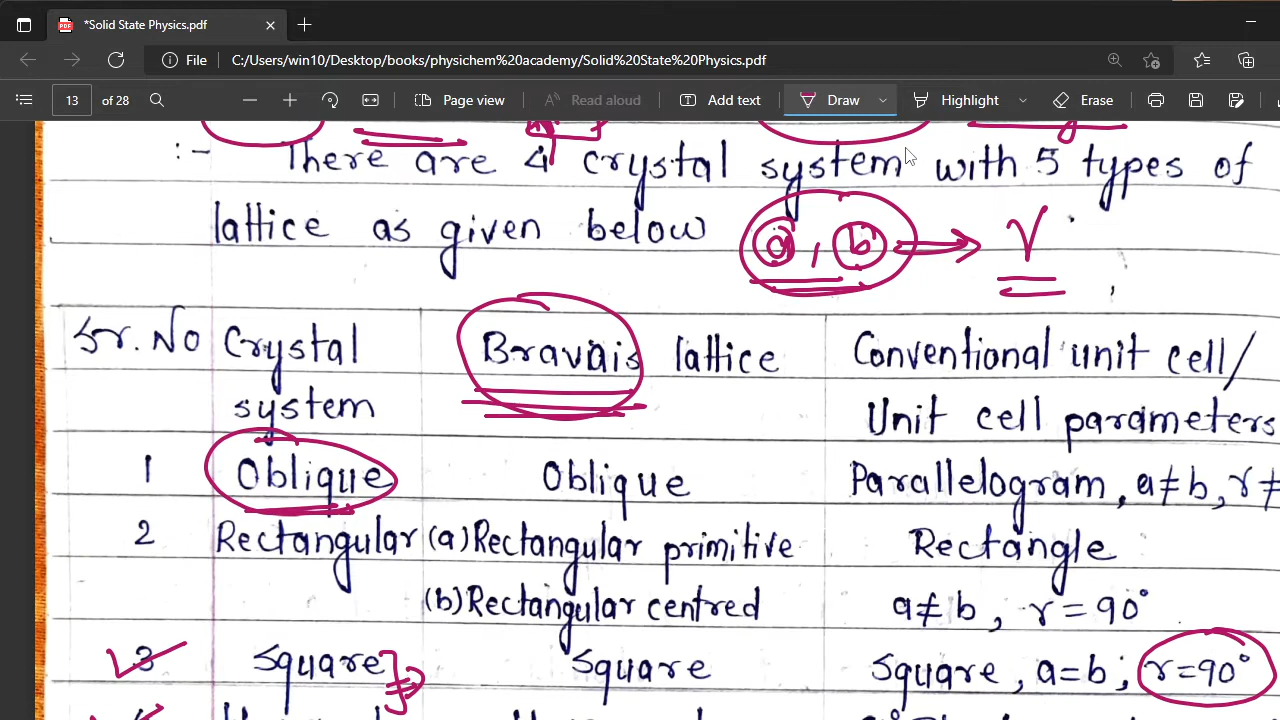 *Solid State Physics.pdf
File C:/Users/win10/Desktop/books/physichem%20academy/Solid%20State%20Physics.pdf
13 of 28 Page view Read aloud Add text Draw Highlight Erase
:- There are 4 crystal system with 5 types of
lattice as given below a, b → γ
Sr. No Crystal system Bravais lattice Conventional unit cell/ Unit cell parameters
1 Oblique Oblique Parallelogram, a≠b, r≠
2 Rectangular (a) Rectangular primitive Rectangle
(b) Rectangular centred a≠b, r=90°
3 Square Square Square, a=b; r=90°